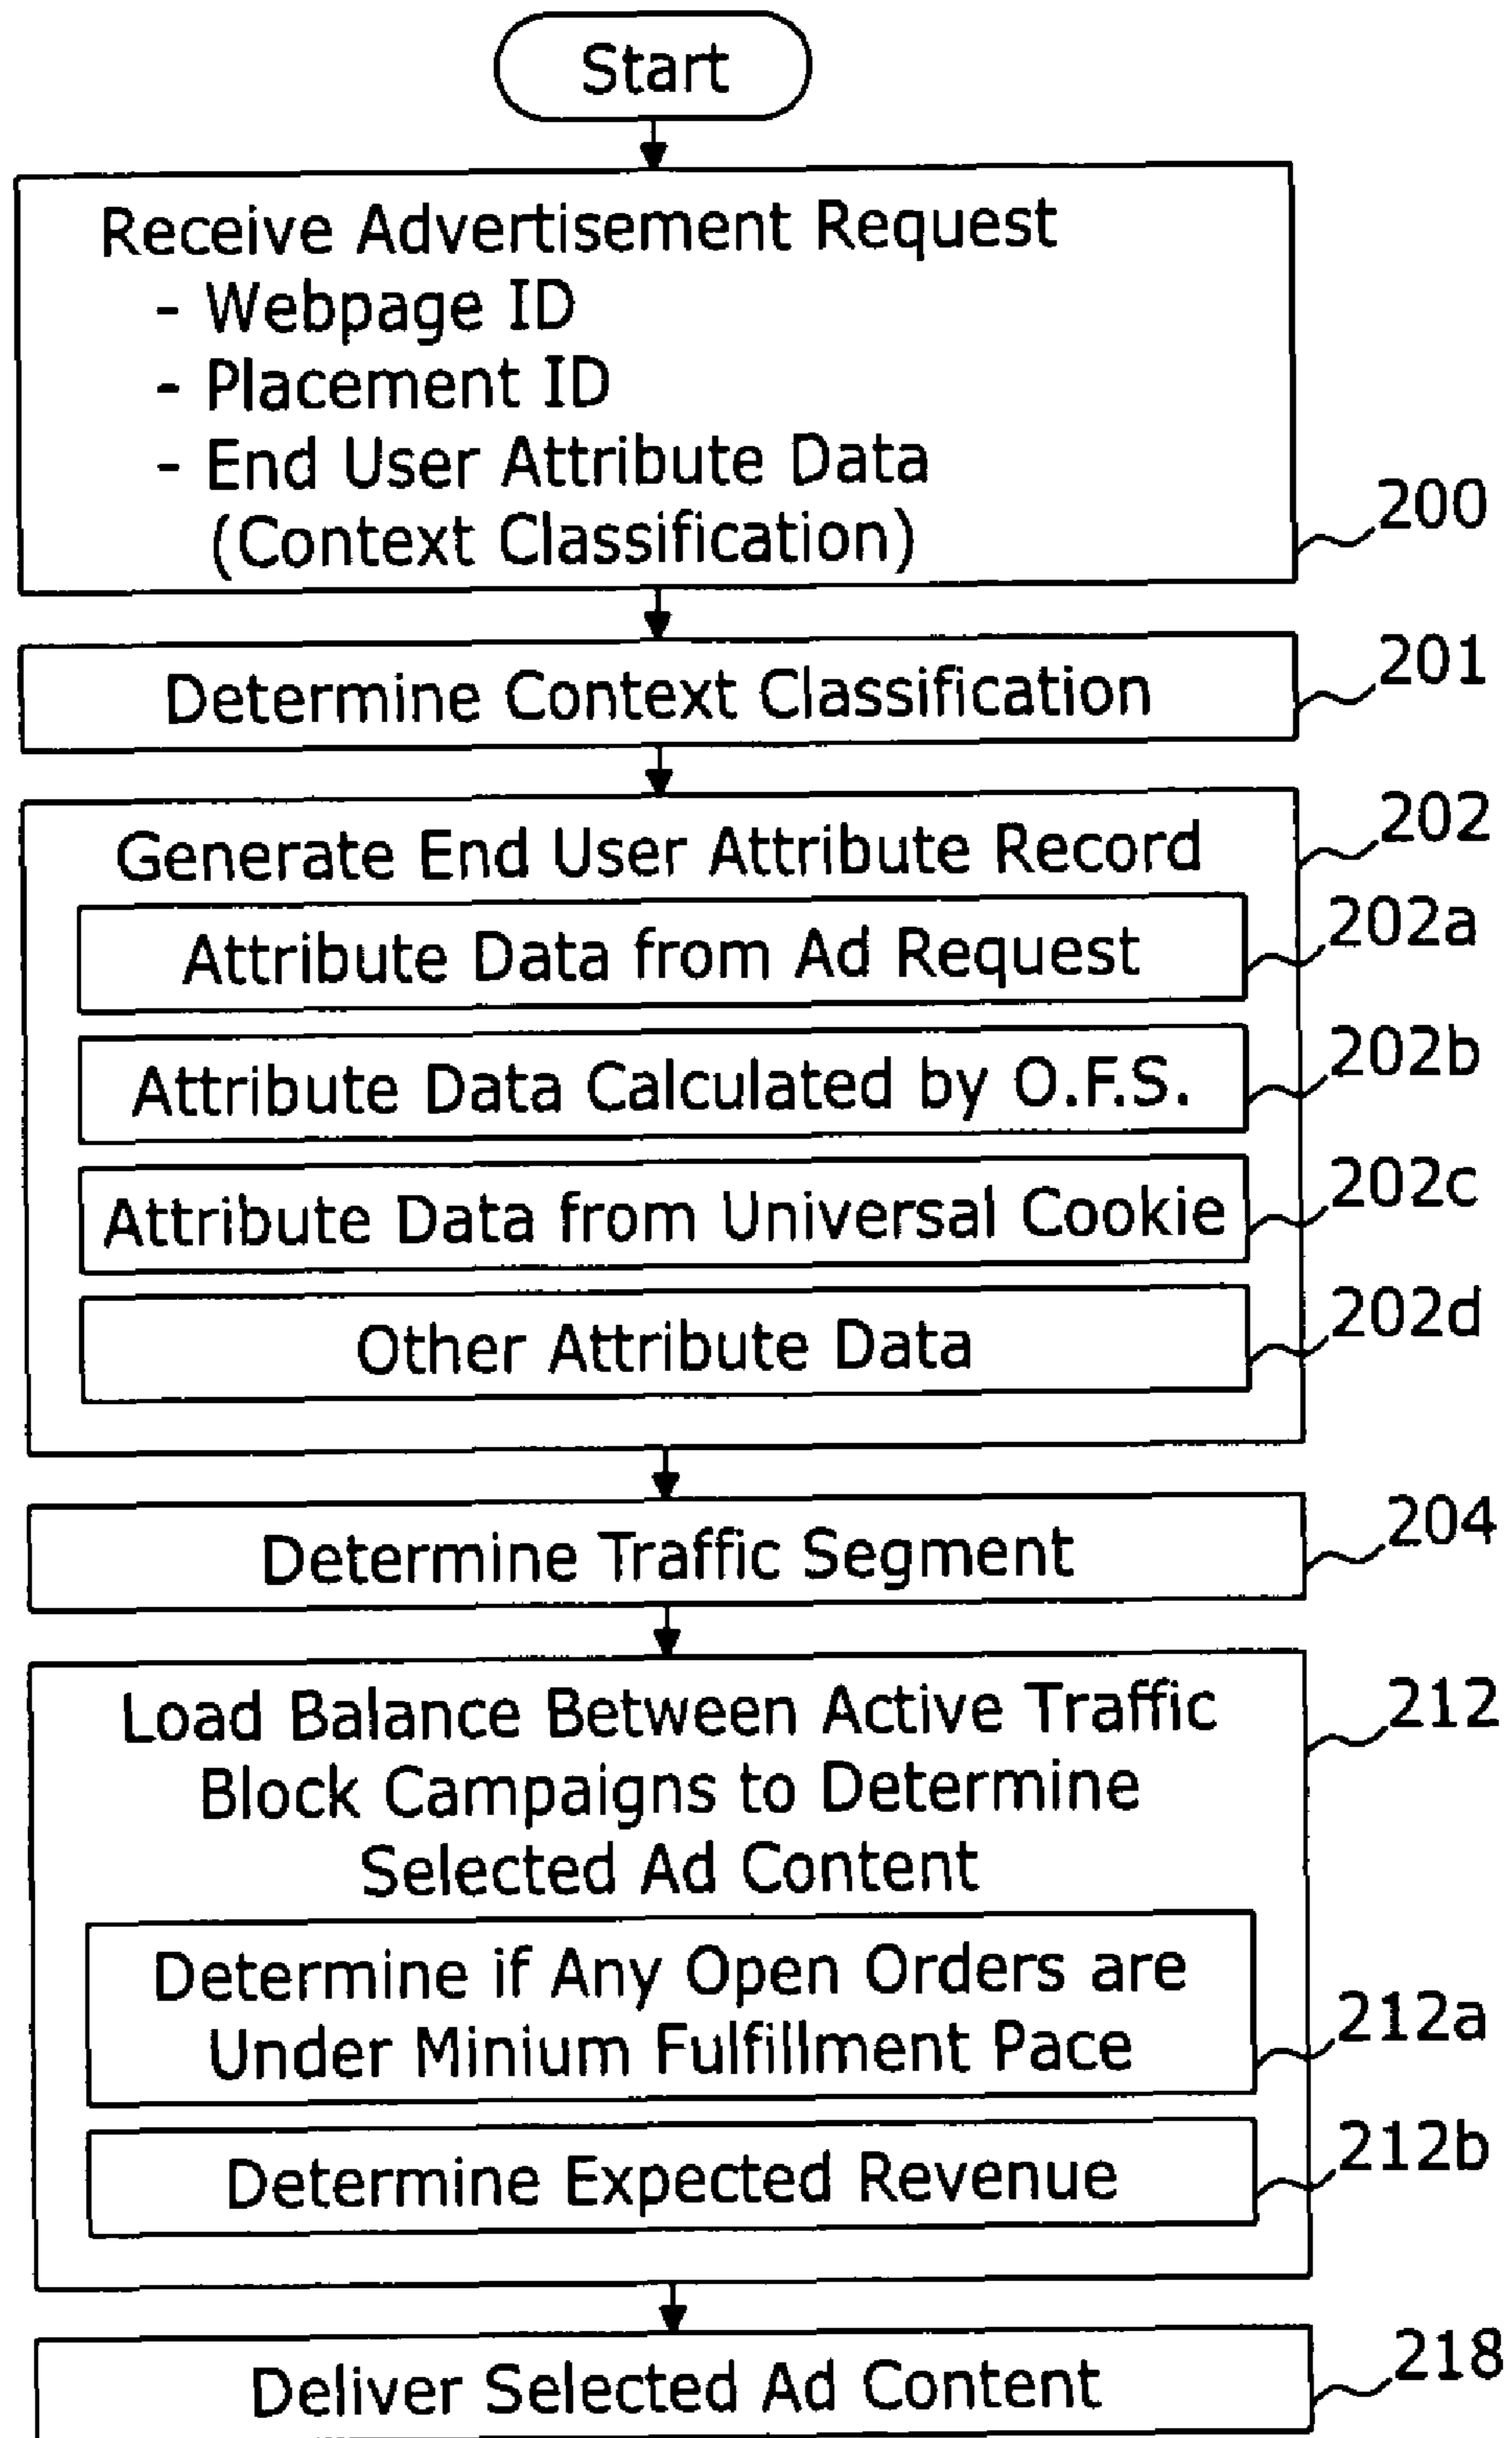 Start
Receive Advertisement Request
- Webpage ID
- Placement ID
- End User Attribute Data
(Context Classification)
200
Determine Context Classification
201
Generate End User Attribute Record
202
Attribute Data from Ad Request
202a
Attribute Data Calculated by O.F.S.
202b
Attribute Data from Universal Cookie
202c
Other Attribute Data
202d
Determine Traffic Segment
204
Load Balance Between Active Traffic
Block Campaigns to Determine
Selected Ad Content
212
Determine if Any Open Orders are
Under Minium Fulfillment Pace
212a
Determine Expected Revenue
212b
Deliver Selected Ad Content
218